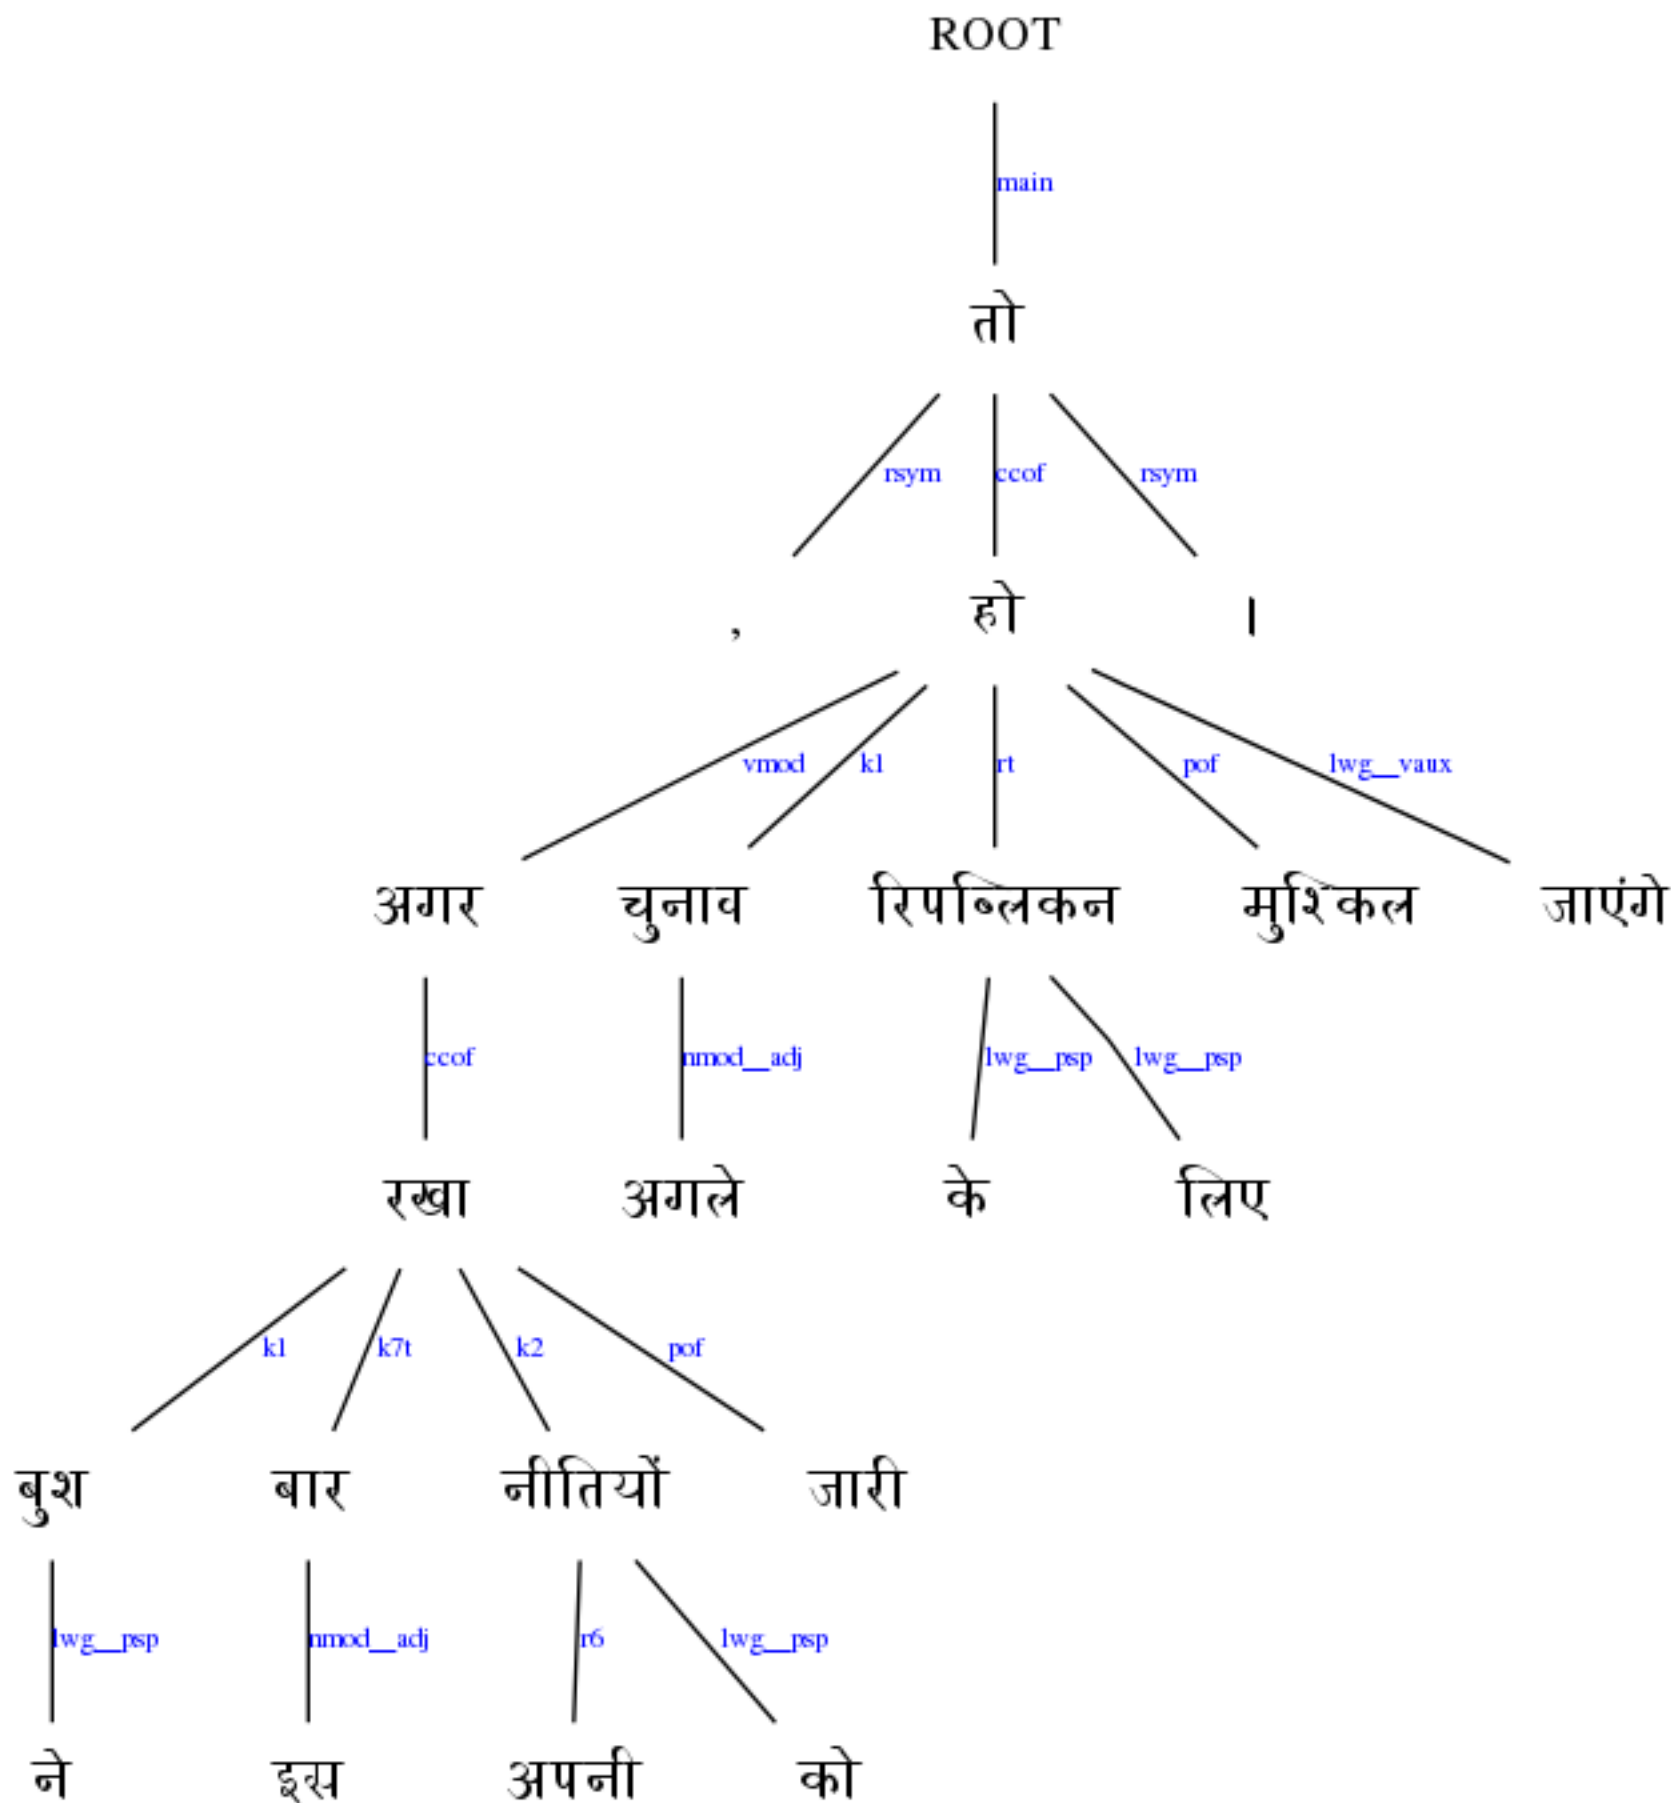 ROOT
main
तो
rsym ccof rsym
, हो ।
vmod k1 rt pof lwg__vaux
अगर चुनाव रिपब्लिकन मुश्किल जाएंगे
ccof nmod__adj lwg__psp lwg__psp
रखा अगले के लिए
k1 k7t k2 pof
बुश बार नीतियों जारी
lwg__psp nmod__adj r6 lwg__psp
ने इस अपनी को